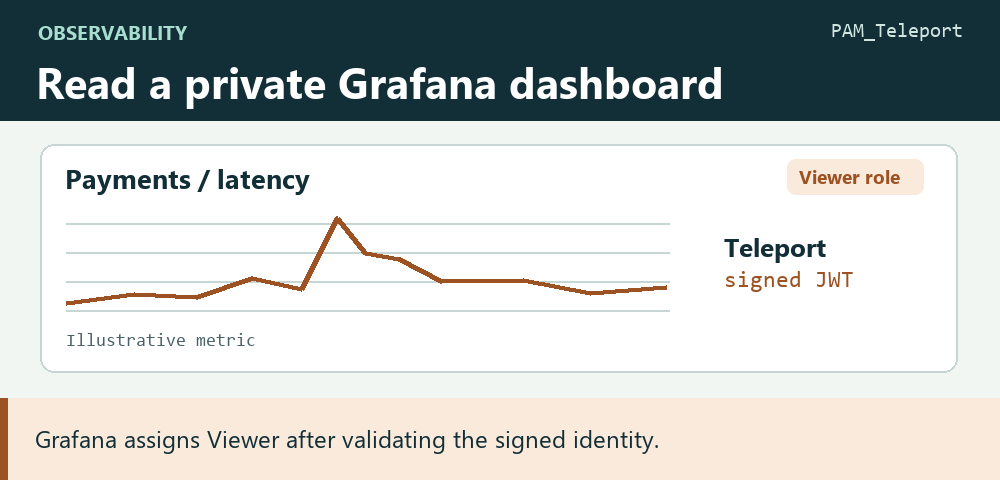 OBSERVABILITY
PAM_Teleport
Read a private Grafana dashboard
Payments / latency
Viewer role
Teleport
signed JWT
Illustrative metric
Grafana assigns Viewer after validating the signed identity.